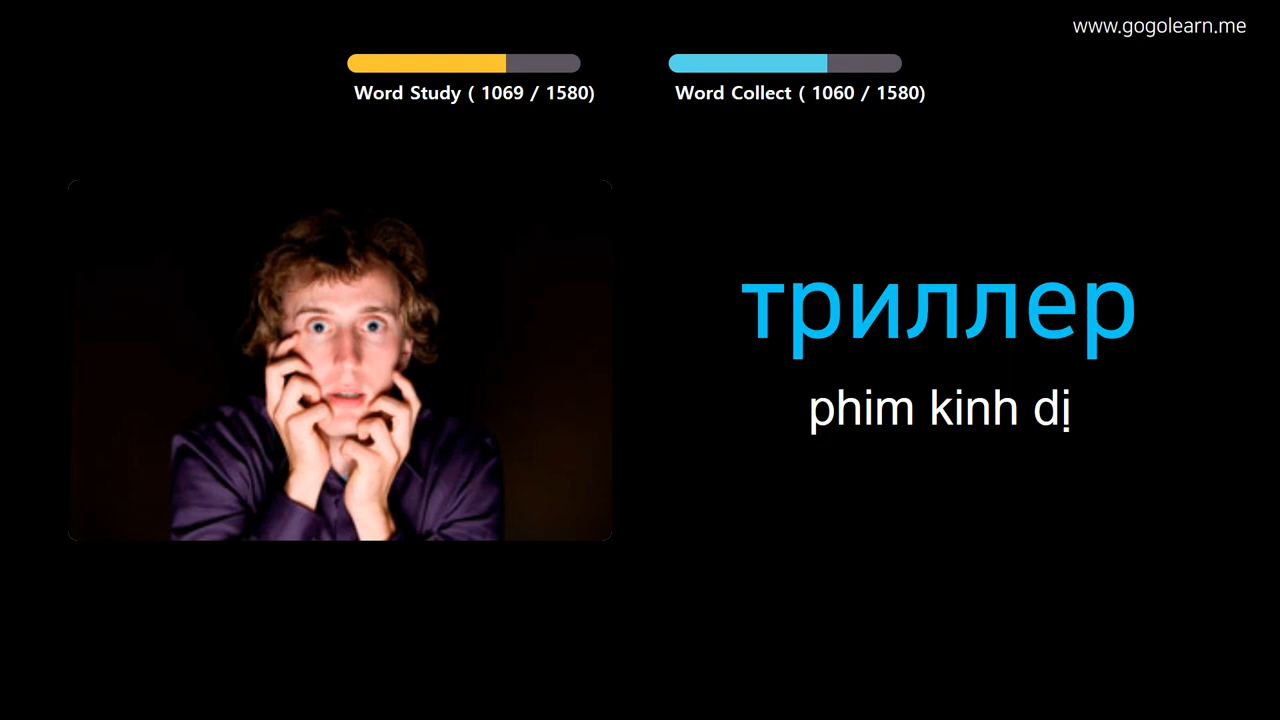 www.gogolearn.me
Word Study ( 1069 / 1580)
Word Collect ( 1060 / 1580)
триллер
phim kinh dị